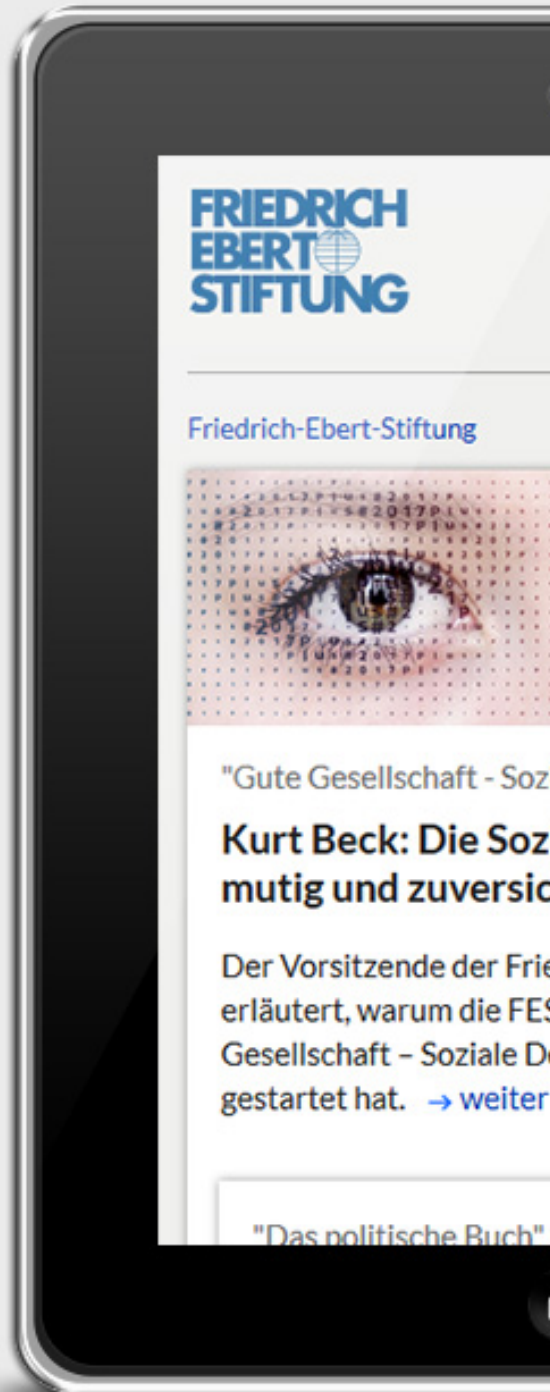 FRIEDRICH
EBERT
STIFTUNG
Friedrich-Ebert-Stiftung
"Gute Gesellschaft - Soz
Kurt Beck: Die Soz
mutig und zuversic
Der Vorsitzende der Frie
erläutert, warum die FES
Gesellschaft – Soziale De
gestartet hat. → weiter
"Das politische Buch"